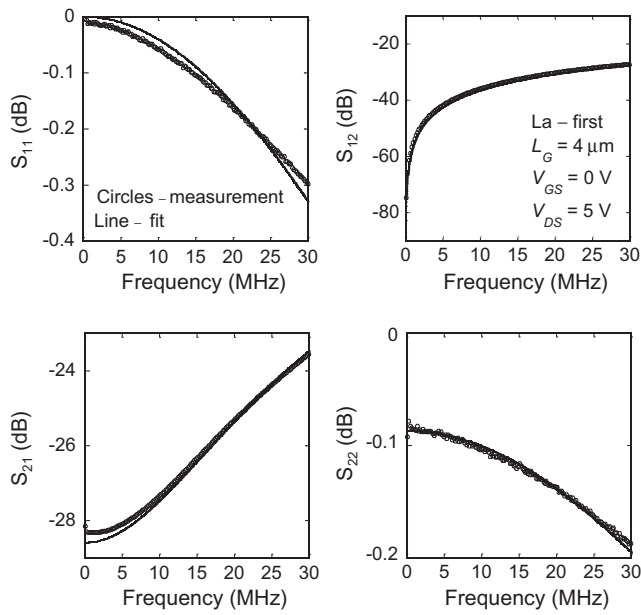 0
-0.1
-0.2
-0.3
-0.4
S11 (dB)
Circles – measurement
Line – fit
0 5 10 15 20 25 30
Frequency (MHz)
-20
-40
-60
-80
S12 (dB)
La – first
LG = 4 μm
VGS = 0 V
VDS = 5 V
0 5 10 15 20 25 30
Frequency (MHz)
-24
-26
-28
S21 (dB)
0 5 10 15 20 25 30
Frequency (MHz)
0
-0.1
-0.2
S22 (dB)
0 5 10 15 20 25 30
Frequency (MHz)